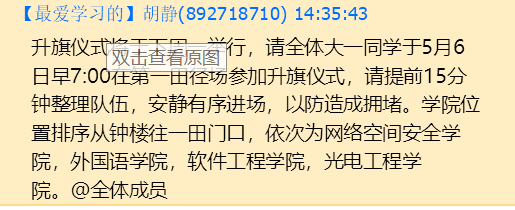 【最爱学习的】胡静(892718710) 14:35:43
升旗仪式将于下周一举行，请全体大一同学于5月6
双击查看原图
日早7:00在第一田径场参加升旗仪式，请提前15分
钟整理队伍，安静有序进场，以防造成拥堵。学院位
置排序从钟楼往一田门口，依次为网络空间安全学
院，外国语学院，软件工程学院，光电工程学
院。@全体成员